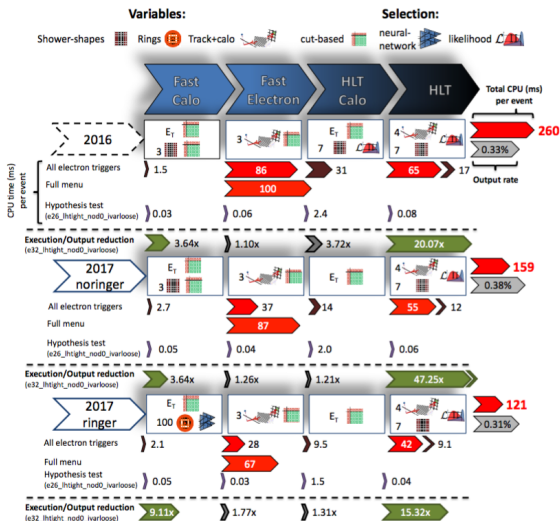 Variables: Selection:
Shower-shapes Rings Track+calo cut-based neural-network likelihood
Fast Calo Fast Electron HLT Calo HLT
Total CPU (ms) per event
2016
E_T
3
3
E_T
7
4
7
260
0.33%
Output rate
CPU time (ms) per event
All electron triggers 1.5 86 31 65 17
Full menu 100
Hypothesis test (e26_lhtight_nod0_ivarloose) 0.03 0.06 2.4 0.08
Execution/Output reduction (e32_lhtight_nod0_ivarloose) 3.64x 1.10x 3.72x 20.07x
2017 noringer
E_T
3
3
E_T
4
7
159
0.38%
All electron triggers 2.7 37 14 55 12
Full menu 87
Hypothesis test (e26_lhtight_nod0_ivarloose) 0.05 0.04 2.0 0.06
Execution/Output reduction (e32_lhtight_nod0_ivarloose) 3.64x 1.26x 1.21x 47.25x
2017 ringer
E_T
100
3
E_T
4
7
121
0.31%
All electron triggers 2.1 28 9.5 42 9.1
Full menu 67
Hypothesis test (e26_lhtight_nod0_ivarloose) 0.05 0.03 1.5 0.04
Execution/Output reduction (e32_lhtight_nod0_ivarloose) 9.11x 1.77x 1.31x 15.32x